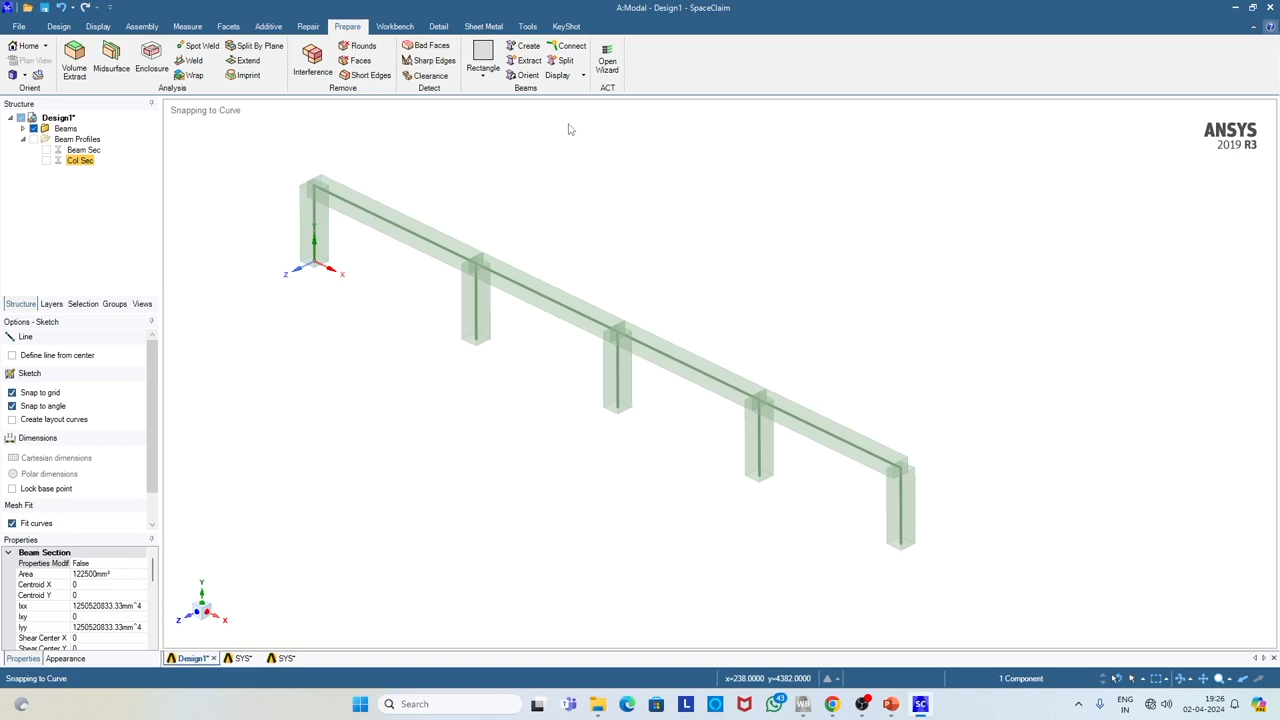 A:Modal - Design1 - SpaceClaim
File Design Display Assembly Measure Facets Additive Repair Prepare Workbench Detail Sheet Metal Tools KeyShot
Home
Plan View
Orient
Volume Extract
Midsurface
Enclosure
Spot Weld
Weld
Wrap
Split By Plane
Extend
Imprint
Analysis
Interference
Rounds
Faces
Short Edges
Remove
Bad Faces
Sharp Edges
Clearance
Detect
Rectangle
Create
Extract
Orient
Connect
Split
Display
Beams
Open Wizard
ACT
Structure
Design1*
Beams
Beam Profiles
Beam Sec
Col Sec
Structure Layers Selection Groups Views
Options - Sketch
Line
Define line from center
Sketch
Snap to grid
Snap to angle
Create layout curves
Dimensions
Cartesian dimensions
Polar dimensions
Lock base point
Mesh Fit
Fit curves
Properties
Beam Section
Properties Modif False
Area 122500mm²
Centroid X 0
Centroid Y 0
Ixx 1250520833.33mm^4
Ixy 0
Iyy 1250520833.33mm^4
Shear Center X 0
Shear Center Y 0
Properties Appearance
Snapping to Curve
ANSYS
2019 R3
Z X
Y
Z X
Design1* SYS* SYS*
Snapping to Curve x=238.0000 y=4382.0000 1 Component
Search
43
WB
SC
ENG
IN
19:26
02-04-2024